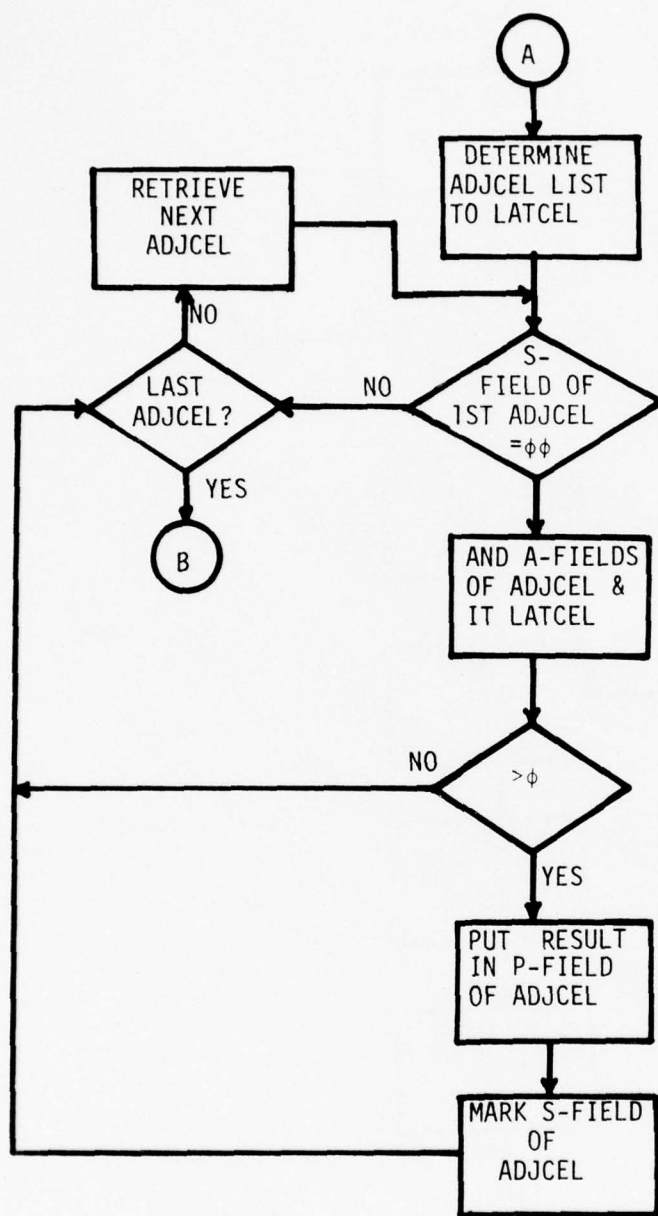 A
DETERMINE
ADJCEL LIST
TO LATCEL
RETRIEVE
NEXT
ADJCEL
NO
S-
FIELD OF
1ST ADJCEL
=ϕϕ
NO
LAST
ADJCEL?
YES
B
AND A-FIELDS
OF ADJCEL &
IT LATCEL
>ϕ
NO
YES
PUT RESULT
IN P-FIELD
OF ADJCEL
MARK S-FIELD
OF
ADJCEL